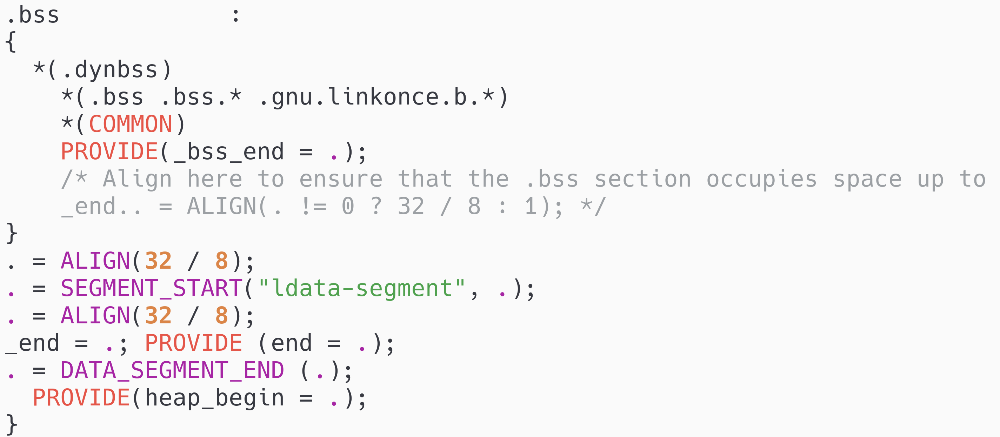 .bss            :
{
  *(.dynbss)
    *(.bss .bss.* .gnu.linkonce.b.*)
    *(COMMON)
    PROVIDE(_bss_end = .);
    /* Align here to ensure that the .bss section occupies space up to
    _end.. = ALIGN(. != 0 ? 32 / 8 : 1); */
}
. = ALIGN(32 / 8);
. = SEGMENT_START("ldata-segment", .);
. = ALIGN(32 / 8);
_end = .; PROVIDE (end = .);
. = DATA_SEGMENT_END (.);
  PROVIDE(heap_begin = .);
}